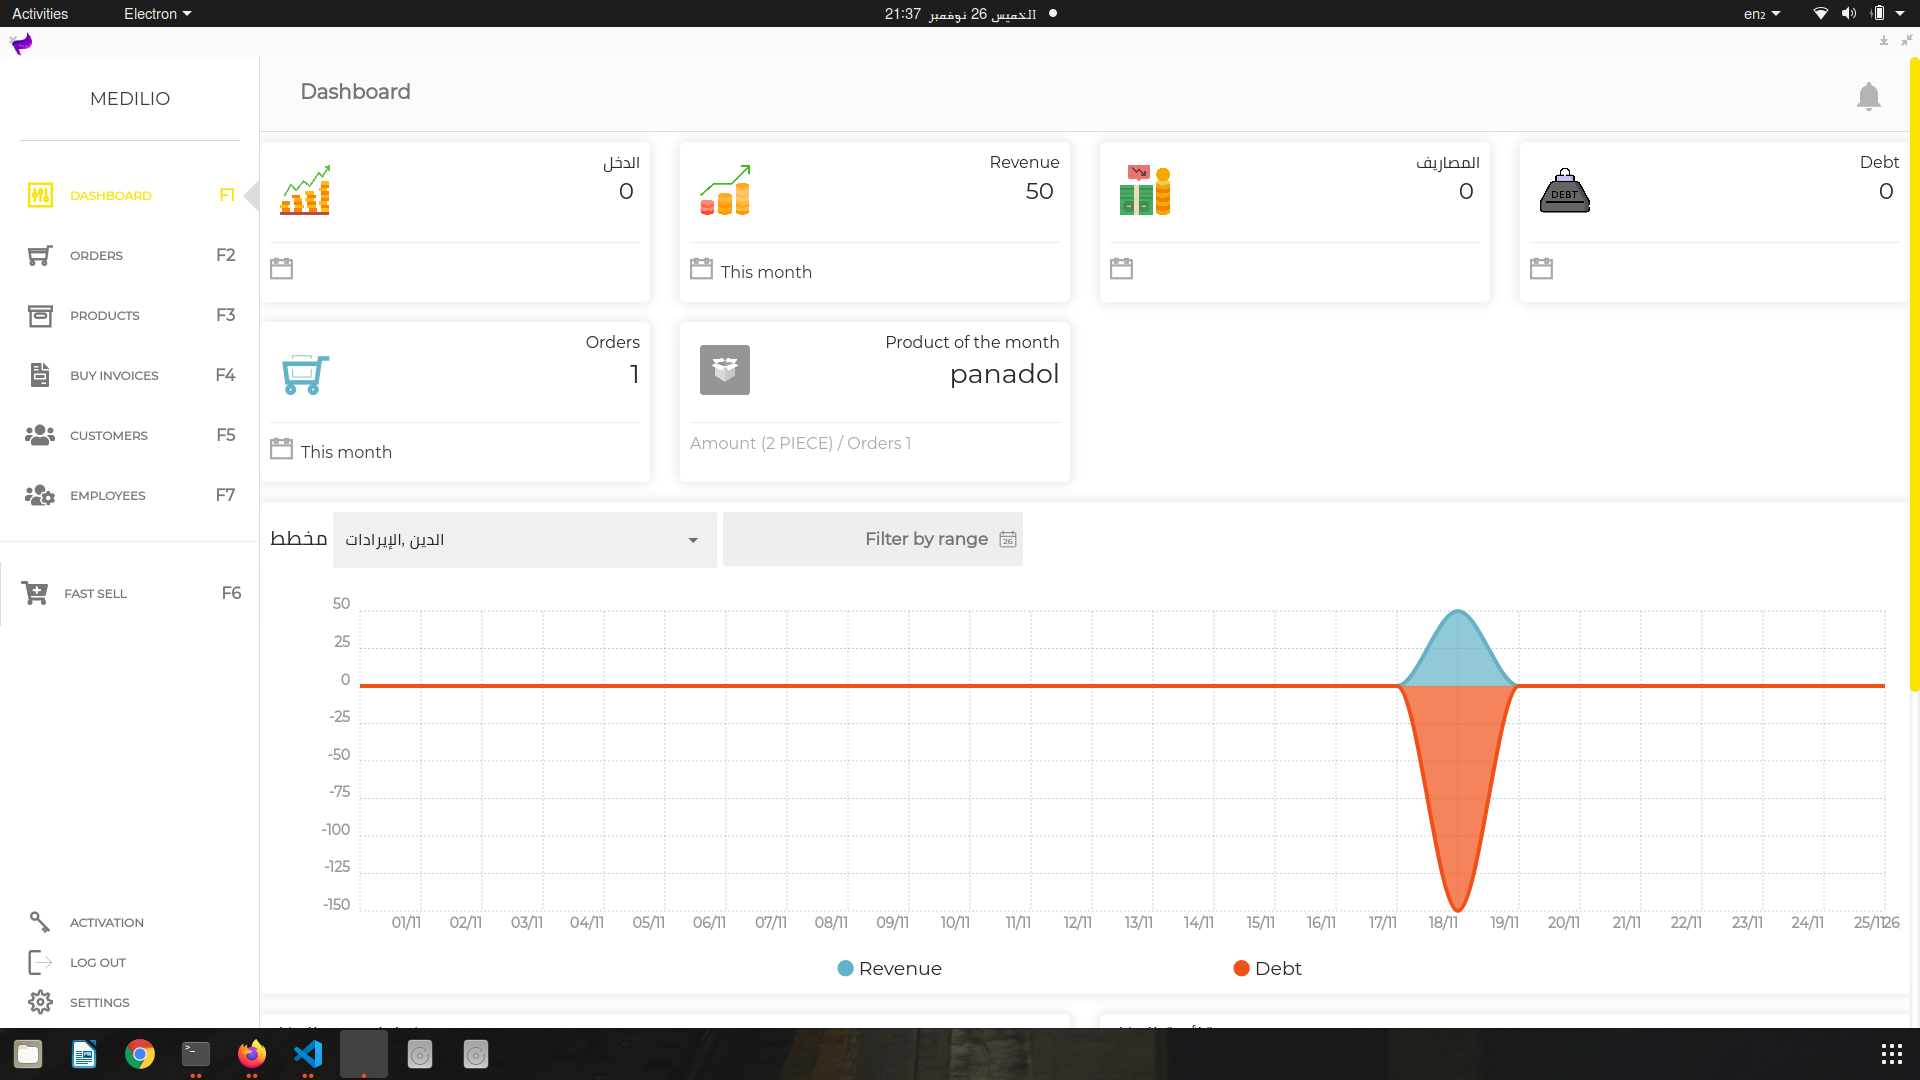 Activities
Electron
الخميس 26 نوفمبر 21:37
en₂
MEDILIO
DASHBOARD F1
ORDERS F2
PRODUCTS F3
BUY INVOICES F4
CUSTOMERS F5
EMPLOYEES F7
FAST SELL F6
ACTIVATION
LOG OUT
SETTINGS
Dashboard
الدخل
0
Revenue
50
This month
المصاريف
0
Debt
0
DEBT
Orders
1
This month
Product of the month
panadol
Amount (2 PIECE) / Orders 1
مخطط
الدين ,الإيرادات
Filter by range
26
50
25
0
-25
-50
-75
-100
-125
-150
01/11 02/11 03/11 04/11 05/11 06/11 07/11 08/11 09/11 10/11 11/11 12/11 13/11 14/11 15/11 16/11 17/11 18/11 19/11 20/11 21/11 22/11 23/11 24/11 25/11 26
Revenue
Debt